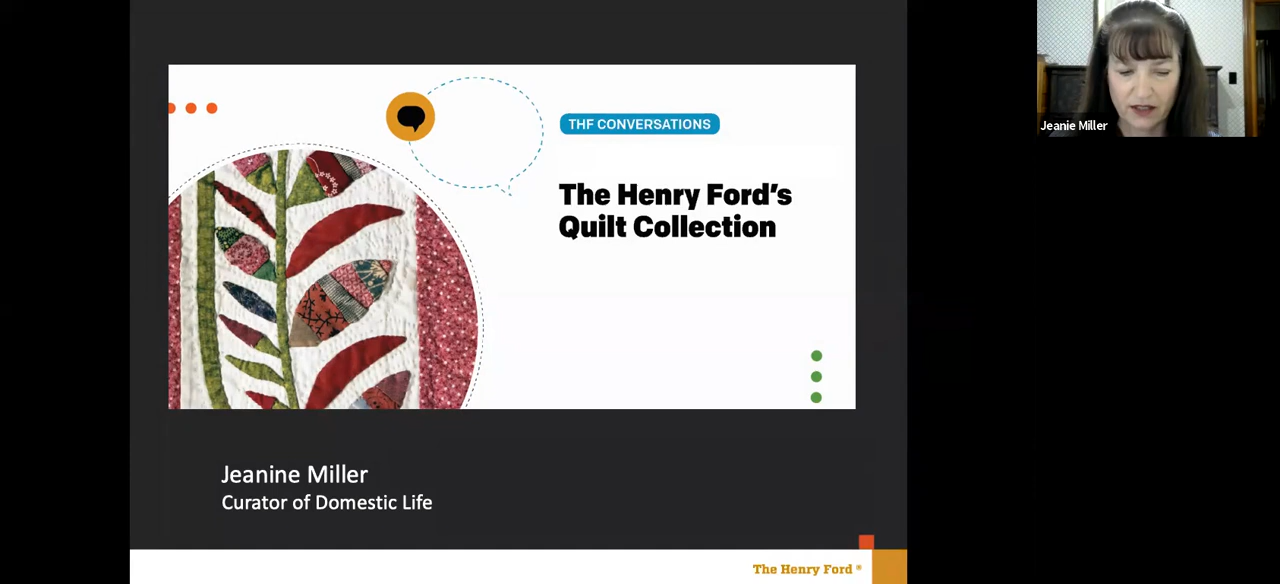 THF CONVERSATIONS
The Henry Ford's
Quilt Collection
Jeanine Miller
Curator of Domestic Life
The Henry Ford ®
Jeanie Miller